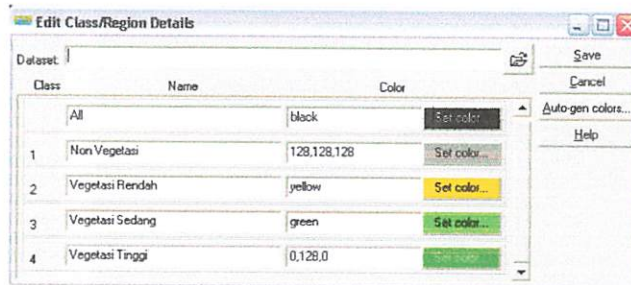 Edit Class/Region Details
Dataset:
Save
Class Name Color
Cancel
All black Set color...
Auto-gen colors...
1 Non Vegetasi 128,128,128 Set color...
Help
2 Vegetasi Rendah yellow Set color...
3 Vegetasi Sedang green Set color...
4 Vegetasi Tinggi 0,128,0 Set color...